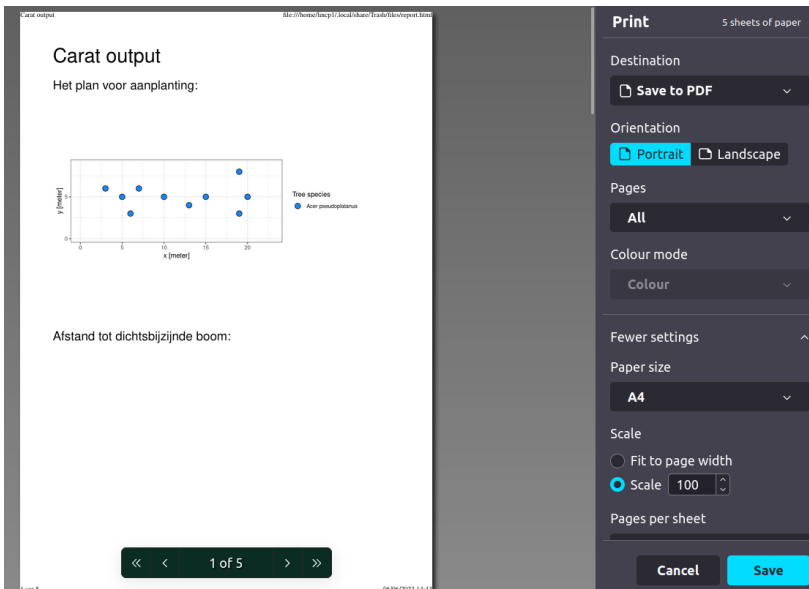 Carat output
file:///home/lincp1/.local/share/Trash/files/report.html
Carat output
Het plan voor aanplanting:
y [meter]
5
0
0
5
10
15
20
x [meter]
Tree species
Acer pseudoplatanus
Afstand tot dichtsbijzijnde boom:
1 of 5
Print
5 sheets of paper
Destination
Save to PDF
Orientation
Portrait
Landscape
Pages
All
Colour mode
Colour
Fewer settings
Paper size
A4
Scale
Fit to page width
Scale
100
Pages per sheet
Cancel
Save